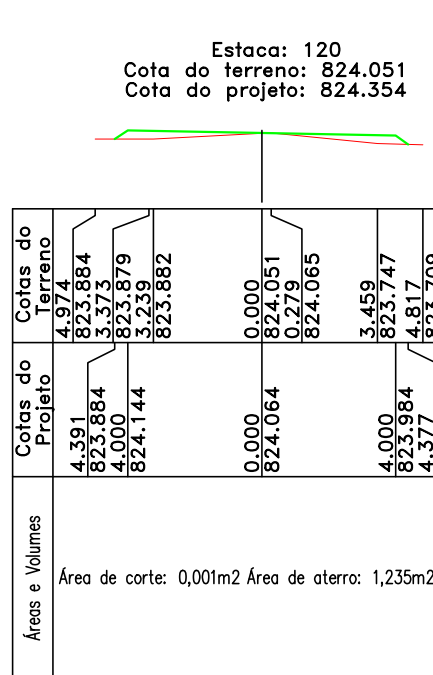 Estaca: 120
Cota do terreno: 824.051
Cota do projeto: 824.354
Cotas do
Terreno
4.974
823.884
3.373
823.879
3.239
823.882
0.000
824.051
0.279
824.065
3.459
823.747
4.817
Cotas do
Projeto
4.391
823.884
4.000
824.144
0.000
824.064
4.000
823.984
4.377
Áreas e Volumes
Área de corte: 0,001m2 Área de aterro: 1,235m2